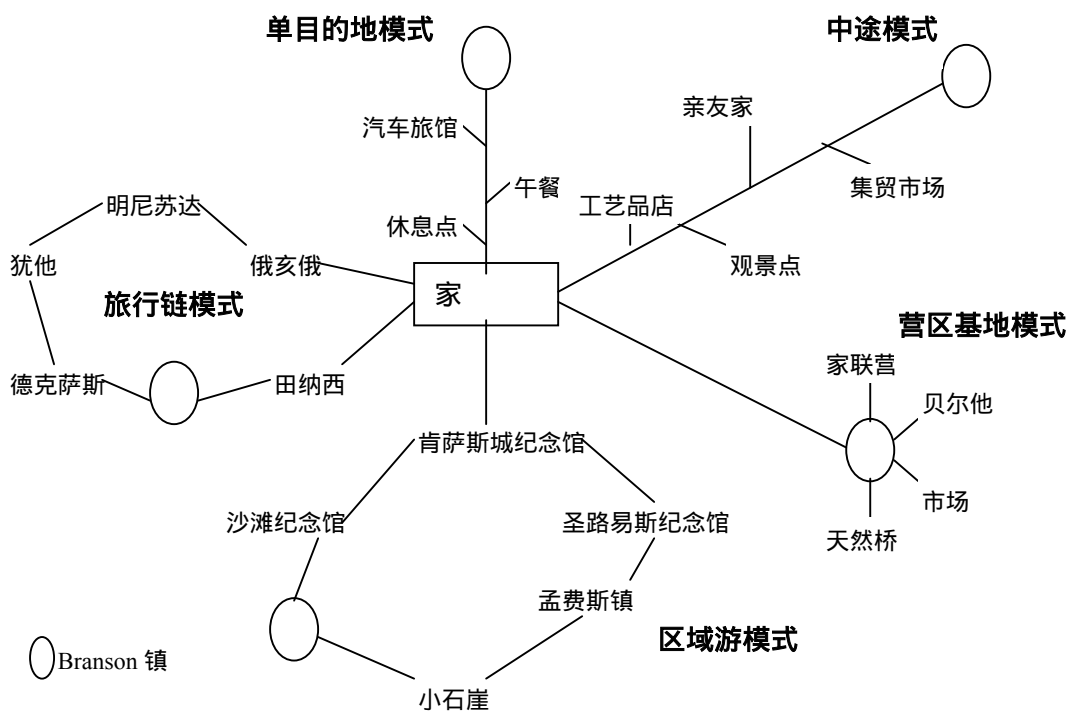 单目的地模式
中途模式
亲友家
汽车旅馆
午餐
集贸市场
明尼苏达
工艺品店
休息点
犹他
俄亥俄
观景点
家
旅行链模式
营区基地模式
家联营
德克萨斯
田纳西
贝尔他
肯萨斯城纪念馆
市场
沙滩纪念馆
圣路易斯纪念馆
天然桥
孟费斯镇
区域游模式
Branson 镇
小石崖